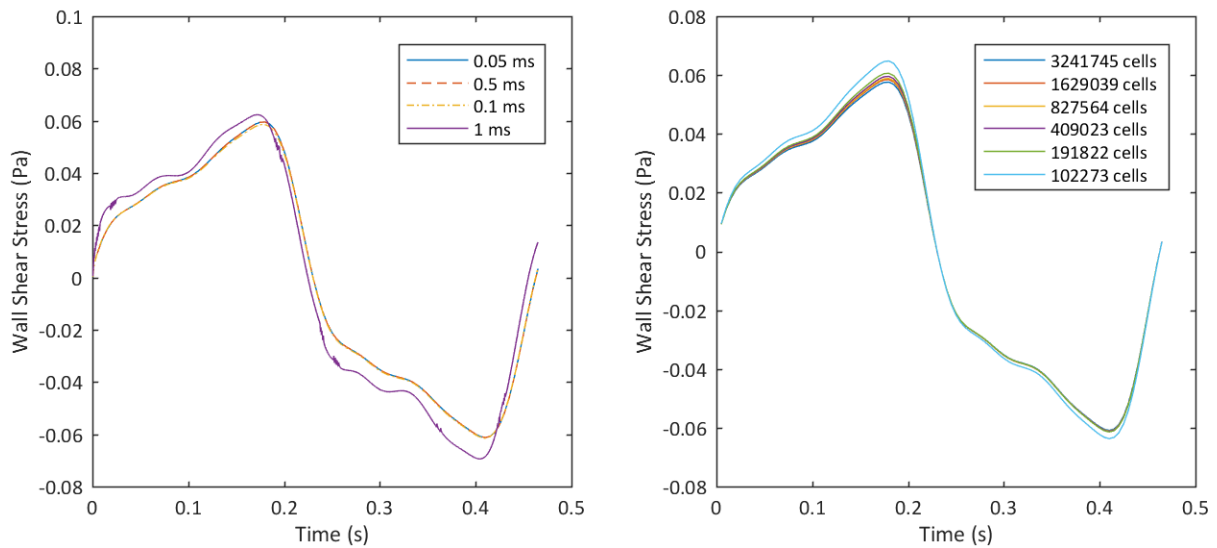 0.1
0.08
0.06
0.04
0.02
0
-0.02
-0.04
-0.06
-0.08
Wall Shear Stress (Pa)
0 0.1 0.2 0.3 0.4 0.5
Time (s)
0.05 ms
0.5 ms
0.1 ms
1 ms
0.08
0.06
0.04
0.02
0
-0.02
-0.04
-0.06
-0.08
Wall Shear Stress (Pa)
0 0.1 0.2 0.3 0.4 0.5
Time (s)
3241745 cells
1629039 cells
827564 cells
409023 cells
191822 cells
102273 cells